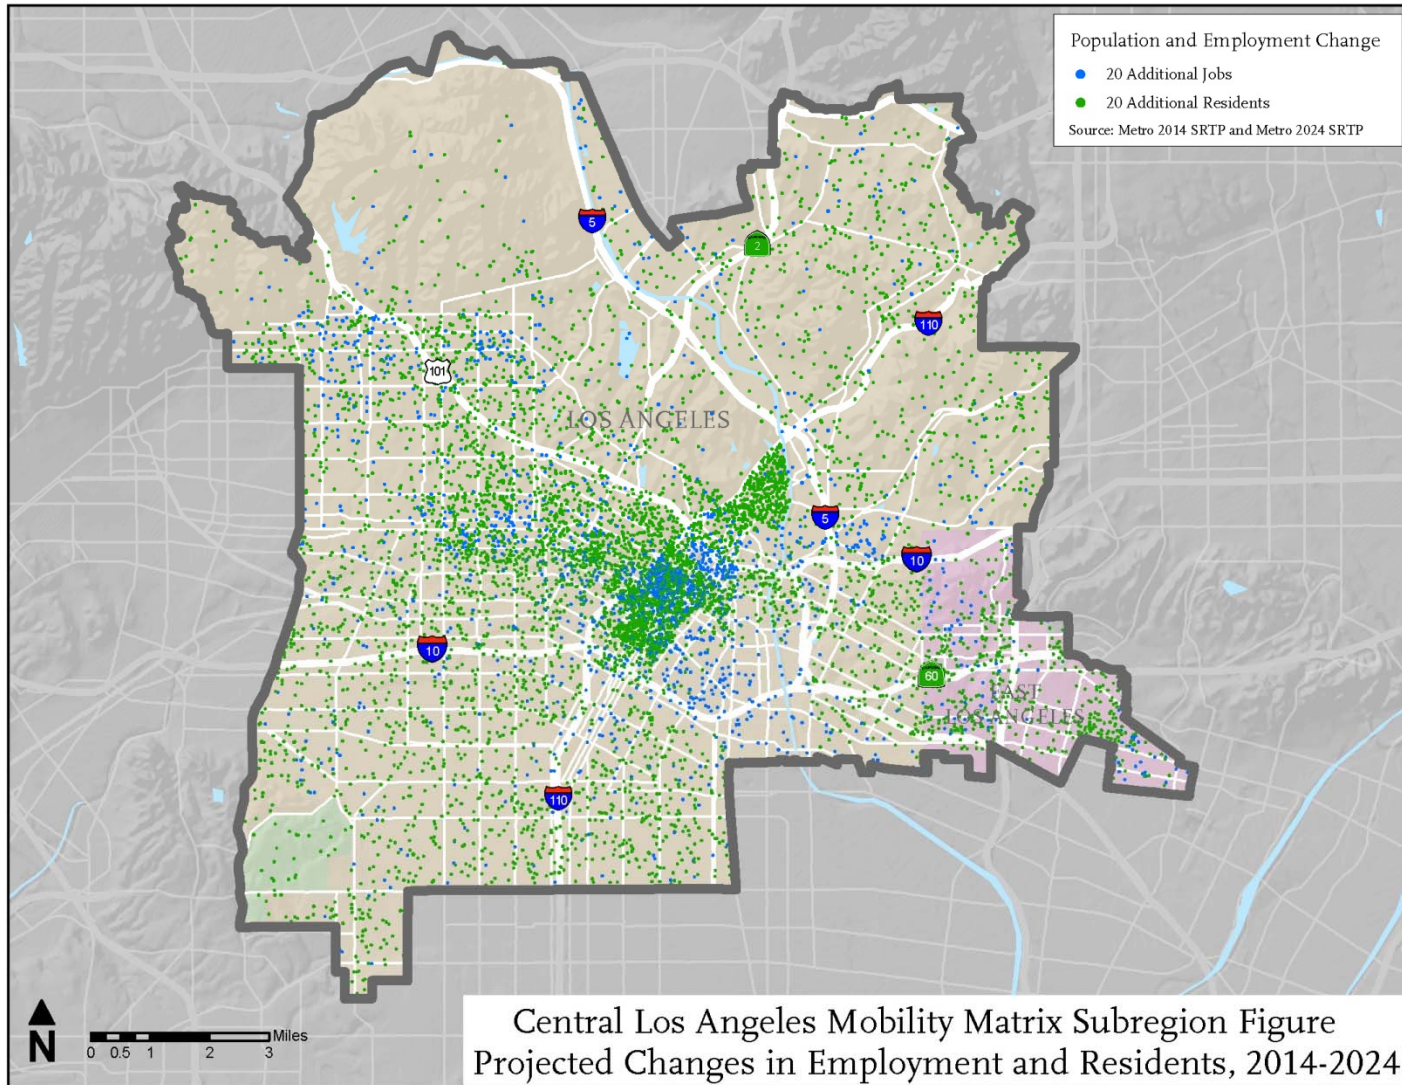 Population and Employment Change
20 Additional Jobs
20 Additional Residents
Source: Metro 2014 SRTP and Metro 2024 SRTP
5
2
110
101
LOS ANGELES
5
10
10
60
EAST
LOS ANGELES
110
N
0 0.5 1 2 3 Miles
Central Los Angeles Mobility Matrix Subregion Figure
Projected Changes in Employment and Residents, 2014-2024